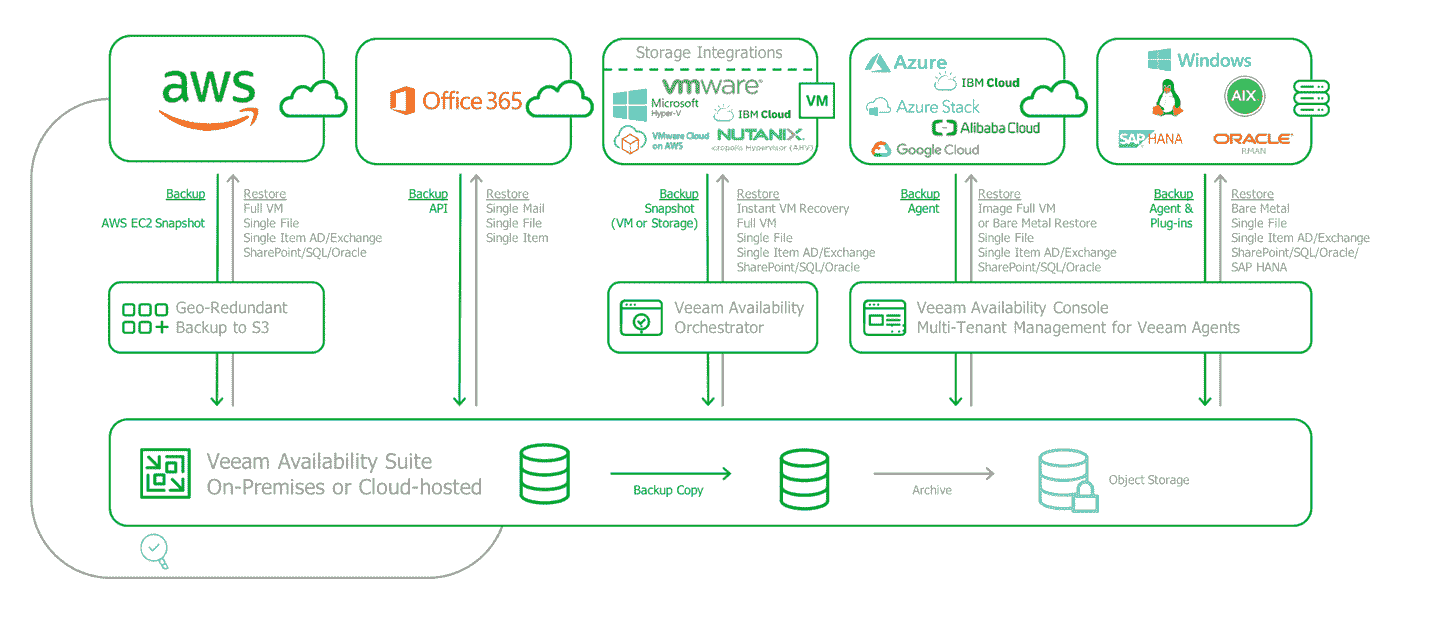 aws
Office 365
Storage Integrations
vmware®
Microsoft
Hyper-V
IBM Cloud
VMware Cloud
on AWS
NUTANIX
cropolis Hypervisor (AHV)
VM
Azure
IBM Cloud
Azure Stack
Alibaba Cloud
Google Cloud
Windows
AIX
SAP HANA
ORACLE®
RMAN
Backup
AWS EC2 Snapshot
Restore
Full VM
Single File
Single Item AD/Exchange
SharePoint/SQL/Oracle
Backup
API
Restore
Single Mail
Single File
Single Item
Backup
Snapshot
(VM or Storage)
Restore
Instant VM Recovery
Full VM
Single File
Single Item AD/Exchange
SharePoint/SQL/Oracle
Backup
Agent
Restore
Image Full VM
or Bare Metal Restore
Single File
Single Item AD/Exchange
SharePoint/SQL/Oracle
Backup
Agent &
Plug-ins
Restore
Bare Metal
Single File
Single Item AD/Exchange
SharePoint/SQL/Oracle/
SAP HANA
Geo-Redundant
Backup to S3
Veeam Availability
Orchestrator
Veeam Availability Console
Multi-Tenant Management for Veeam Agents
Veeam Availability Suite
On-Premises or Cloud-hosted
Backup Copy
Archive
Object Storage